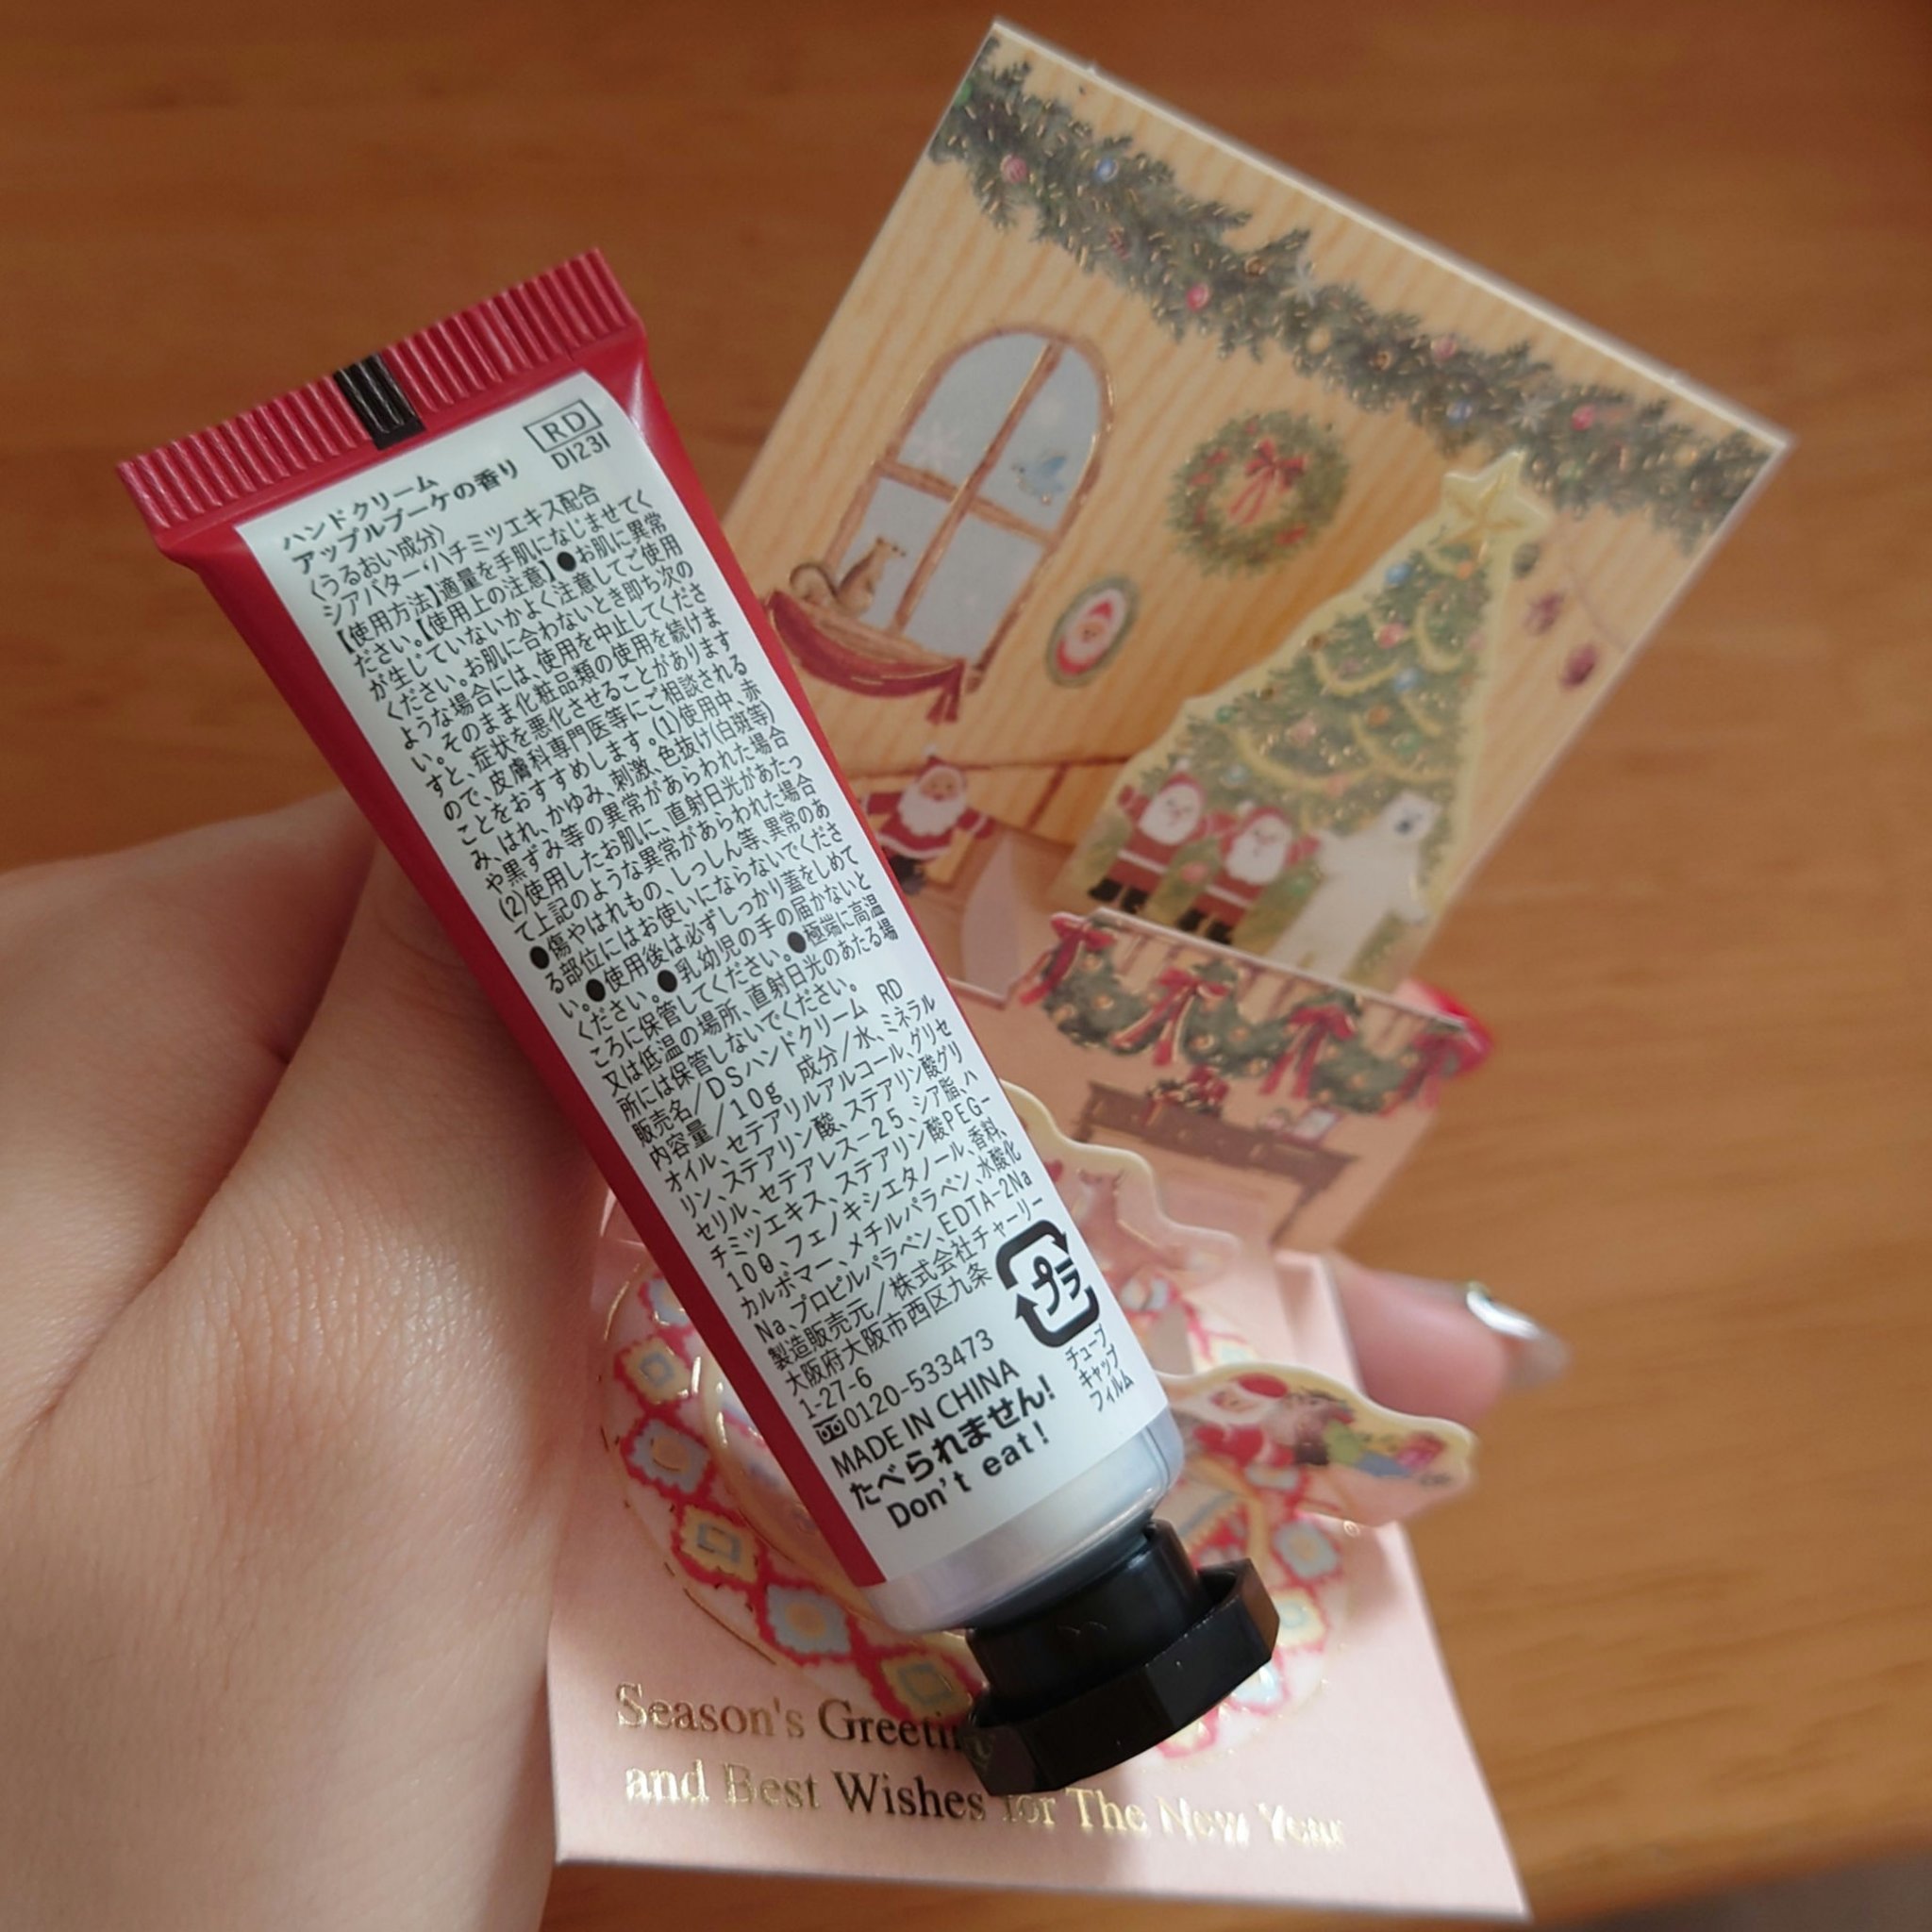 RD
D1231
ハンドクリーム
アップルブーケの香り
〈うるおい成分〉
シアバター・ハチミツエキス配合
【使用方法】適量を手肌になじませてく
ださい。【使用上の注意】●お肌に異常
が生じていないかよく注意してご使用
ください。お肌に合わないとき即ち次の
ような場合には、使用を中止してくださ
い。そのまま化粧品類の使用を続けま
すと、症状を悪化させることがあります
ので、皮膚科専門医等にご相談される
ことをおすすめします。(1)使用中、赤
み、はれ、かゆみ、刺激、色抜け(白斑等)
や黒ずみ等の異常があらわれた場合
(2)使用したお肌に、直射日光があたっ
て上記のような異常があらわれた場合
●傷やはれもの、しっしん等、異常のあ
る部位にはお使いにならないでくださ
い。●使用後は必ずしっかり蓋をしめて
ください。●乳幼児の手の届かないと
ころに保管してください。●極端に高温
又は低温の場所、直射日光のあたる場
所には保管しないでください。
販売名/DSハンドクリーム RD
内容量/10g 成分/水、ミネラル
オイル、セテアリルアルコール、グリセ
リン、ステアリン酸、ステアリン酸グリ
セリル、セテアレス-25、シア脂、ハ
チミツエキス、ステアリン酸PEG-
100、フェノキシエタノール、香料、
カルボマー、メチルパラベン、水酸化
Na、プロピルパラベン、EDTA-2Na
製造販売元/株式会社チャーリー
大阪府大阪市西区九条
1-27-6
0120-533473
MADE IN CHINA
たべられません!
Don't eat!
プラ
チューブ
キャップ
フィルム
Season's Greetin
and Best Wishes for The New Year